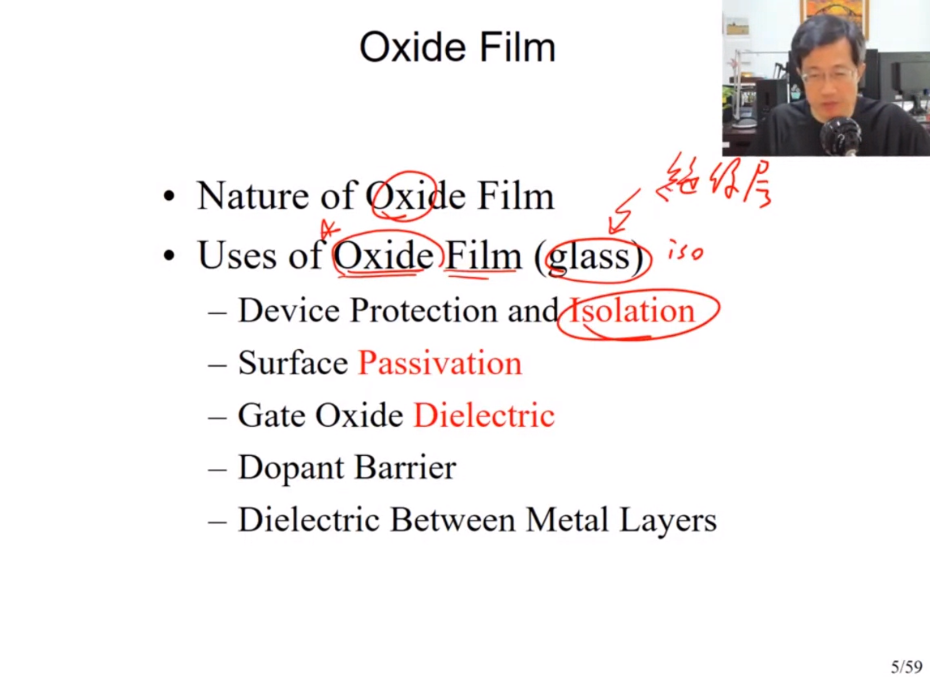 Oxide Film
• Nature of Oxide Film
絕緣層
• Uses of Oxide Film (glass) iso
– Device Protection and Isolation
– Surface Passivation
– Gate Oxide Dielectric
– Dopant Barrier
– Dielectric Between Metal Layers
5/59